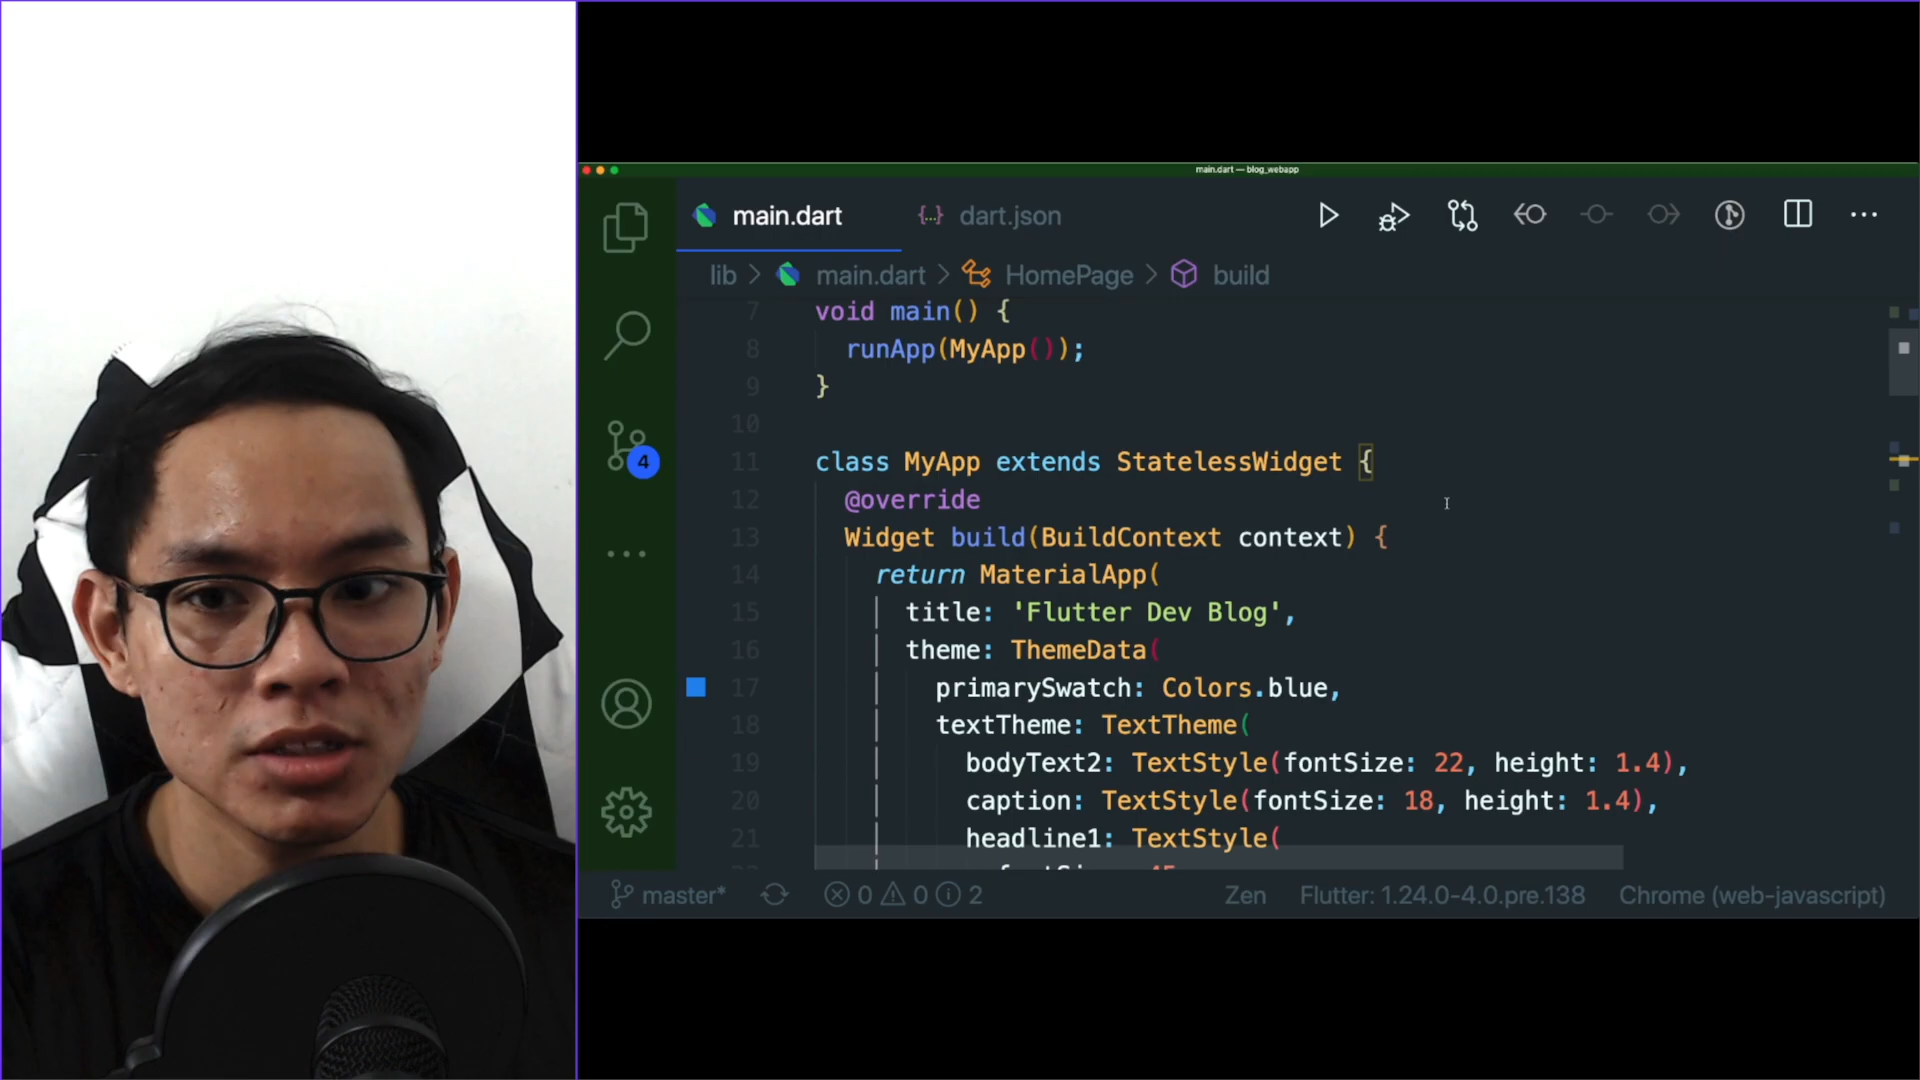 main.dart — blog_webapp
main.dart {..} dart.json
lib > main.dart > HomePage > build
7 void main() {
8 runApp(MyApp());
9 }
10
11 class MyApp extends StatelessWidget {
12 @override
13 Widget build(BuildContext context) {
14 return MaterialApp(
15 title: 'Flutter Dev Blog',
16 theme: ThemeData(
17 primarySwatch: Colors.blue,
18 textTheme: TextTheme(
19 bodyText2: TextStyle(fontSize: 22, height: 1.4),
20 caption: TextStyle(fontSize: 18, height: 1.4),
21 headline1: TextStyle(
4
master* 0 0 2 Zen Flutter: 1.24.0-4.0.pre.138 Chrome (web-javascript)